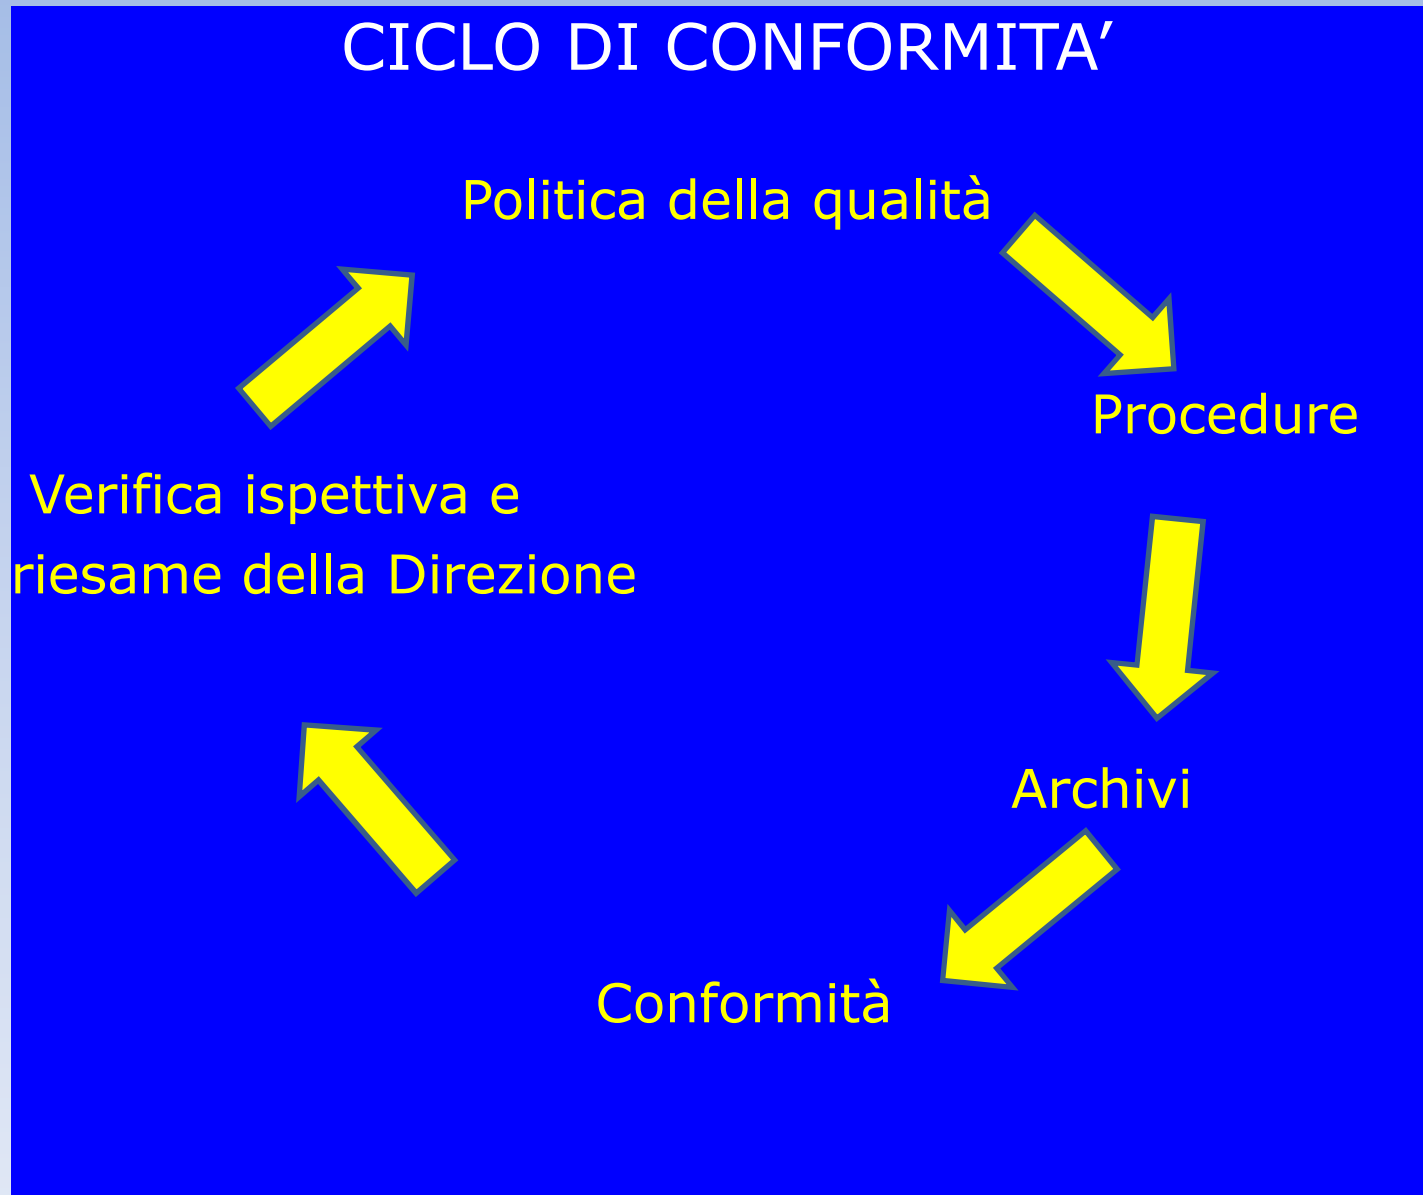 CICLO DI CONFORMITA’
Politica della qualità
Procedure
Verifica ispettiva e
riesame della Direzione
Archivi
Conformità